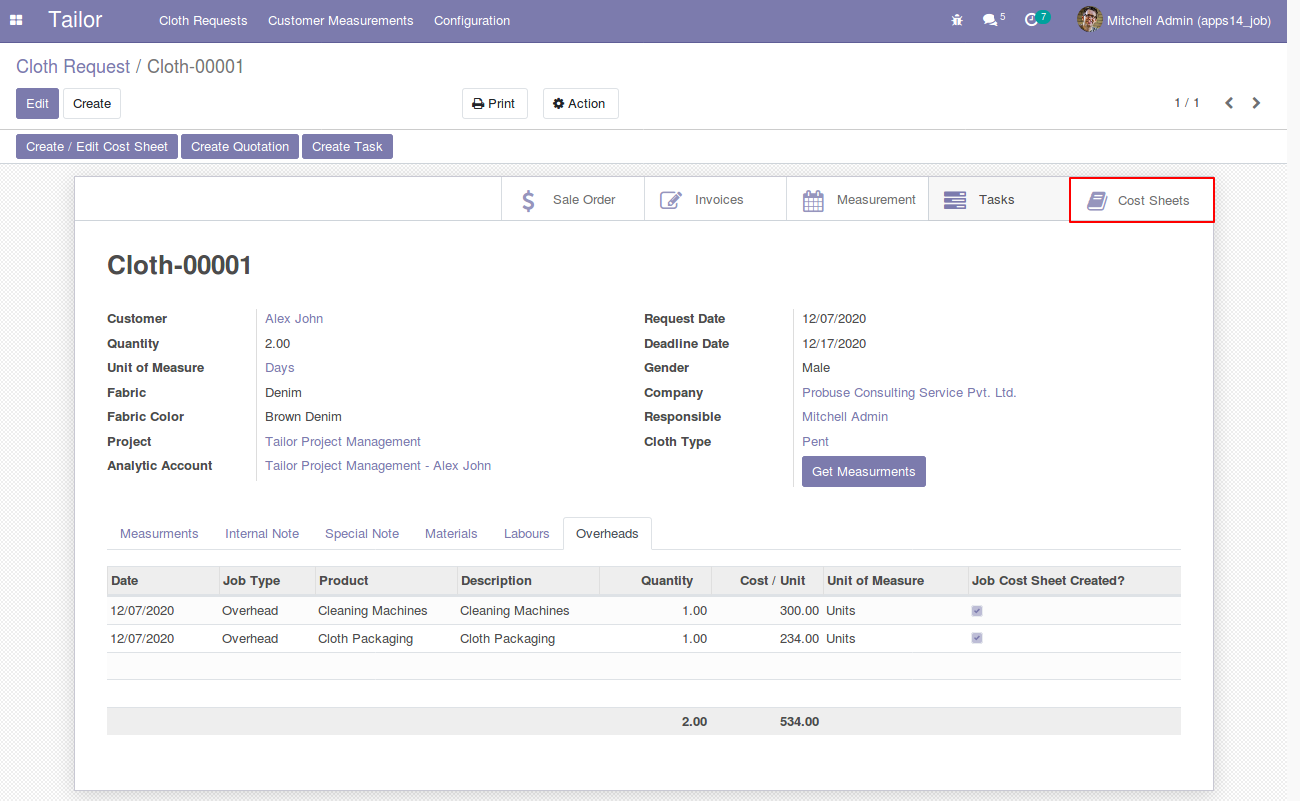 Tailor Cloth Requests Customer Measurements Configuration 5 7 Mitchell Admin (apps14_job)
Cloth Request / Cloth-00001
Edit Create Print Action 1 / 1
Create / Edit Cost Sheet Create Quotation Create Task
Sale Order Invoices Measurement Tasks Cost Sheets
Cloth-00001
Customer Alex John Request Date 12/07/2020
Quantity 2.00 Deadline Date 12/17/2020
Unit of Measure Days Gender Male
Fabric Denim Company Probuse Consulting Service Pvt. Ltd.
Fabric Color Brown Denim Responsible Mitchell Admin
Project Tailor Project Management Cloth Type Pent
Analytic Account Tailor Project Management - Alex John Get Measurments
Measurments Internal Note Special Note Materials Labours Overheads
Date Job Type Product Description Quantity Cost / Unit Unit of Measure Job Cost Sheet Created?
12/07/2020 Overhead Cleaning Machines Cleaning Machines 1.00 300.00 Units
12/07/2020 Overhead Cloth Packaging Cloth Packaging 1.00 234.00 Units
2.00 534.00